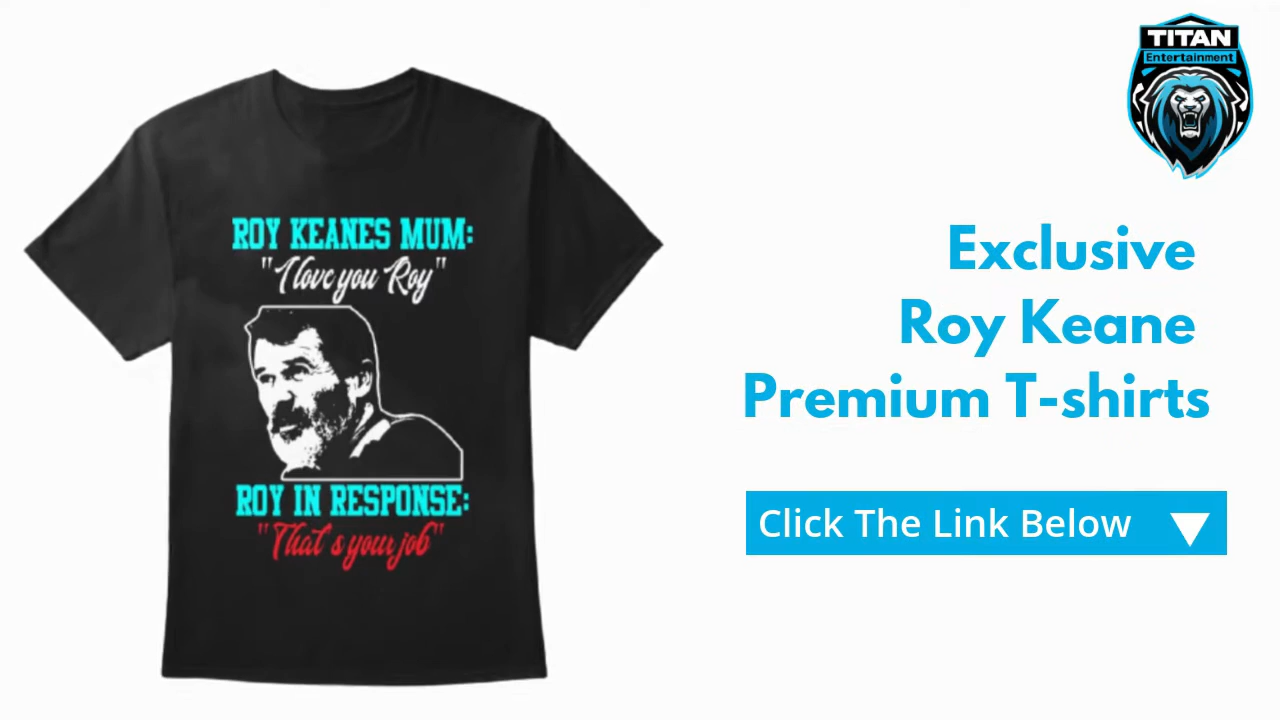 TITAN
Entertainment
ROY KEANES MUM:
"I love you Roy"
ROY IN RESPONSE:
"That's your job"
Exclusive
Roy Keane
Premium T-shirts
Click The Link Below